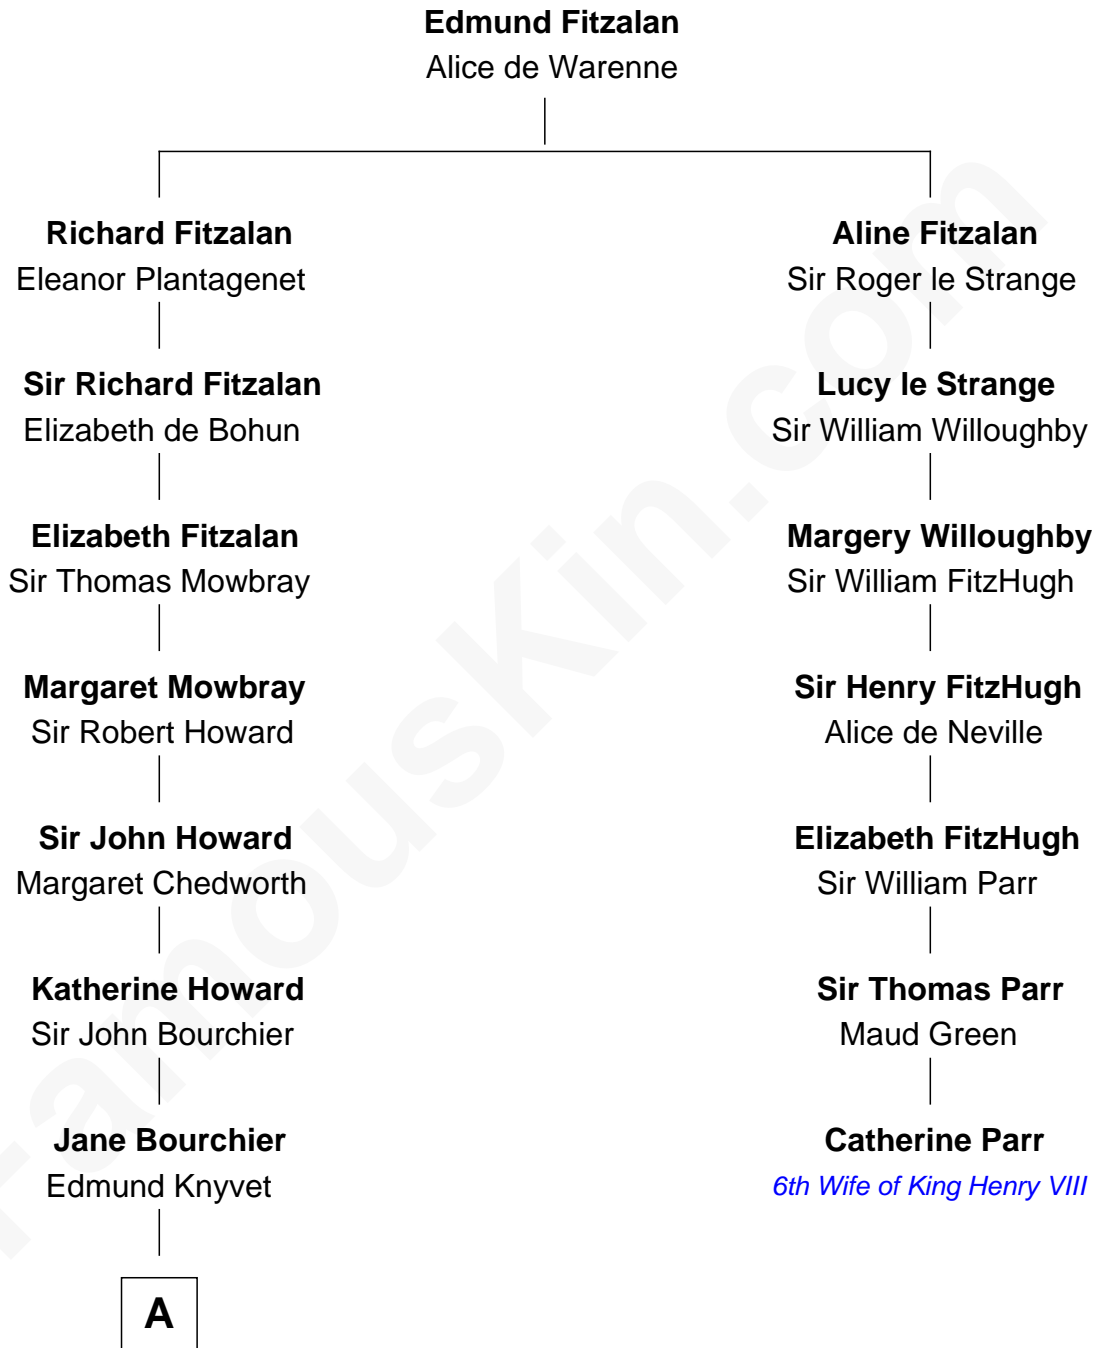 Edmund Fitzalan
Alice de Warenne
Richard Fitzalan
Eleanor Plantagenet
Aline Fitzalan
Sir Roger le Strange
Sir Richard Fitzalan
Elizabeth de Bohun
Lucy le Strange
Sir William Willoughby
Elizabeth Fitzalan
Sir Thomas Mowbray
Margery Willoughby
Sir William FitzHugh
Margaret Mowbray
Sir Robert Howard
Sir Henry FitzHugh
Alice de Neville
Sir John Howard
Margaret Chedworth
Elizabeth FitzHugh
Sir William Parr
Katherine Howard
Sir John Bourchier
Sir Thomas Parr
Maud Green
Jane Bourchier
Edmund Knyvet
Catherine Parr
6th Wife of King Henry VIII
A
FamousKin.com